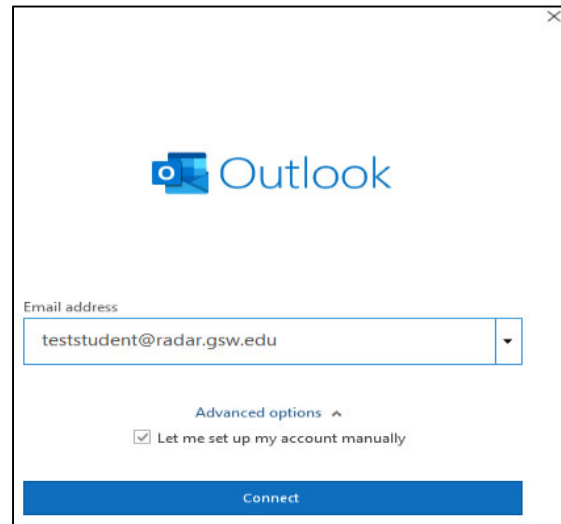 Outlook
Email address
teststudent@radar.gsw.edu
Advanced options
Let me set up my account manually
Connect